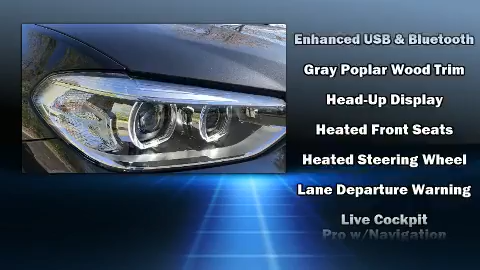 Enhanced USB & Bluetooth
Gray Poplar Wood Trim
Head-Up Display
Heated Front Seats
Heated Steering Wheel
Lane Departure Warning
Live Cockpit
Pro w/Navigation